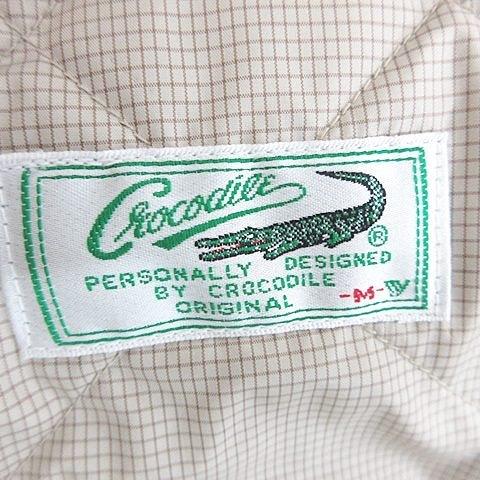 Crocodile
®
PERSONALLY DESIGNED
BY CROCODILE
ORIGINAL